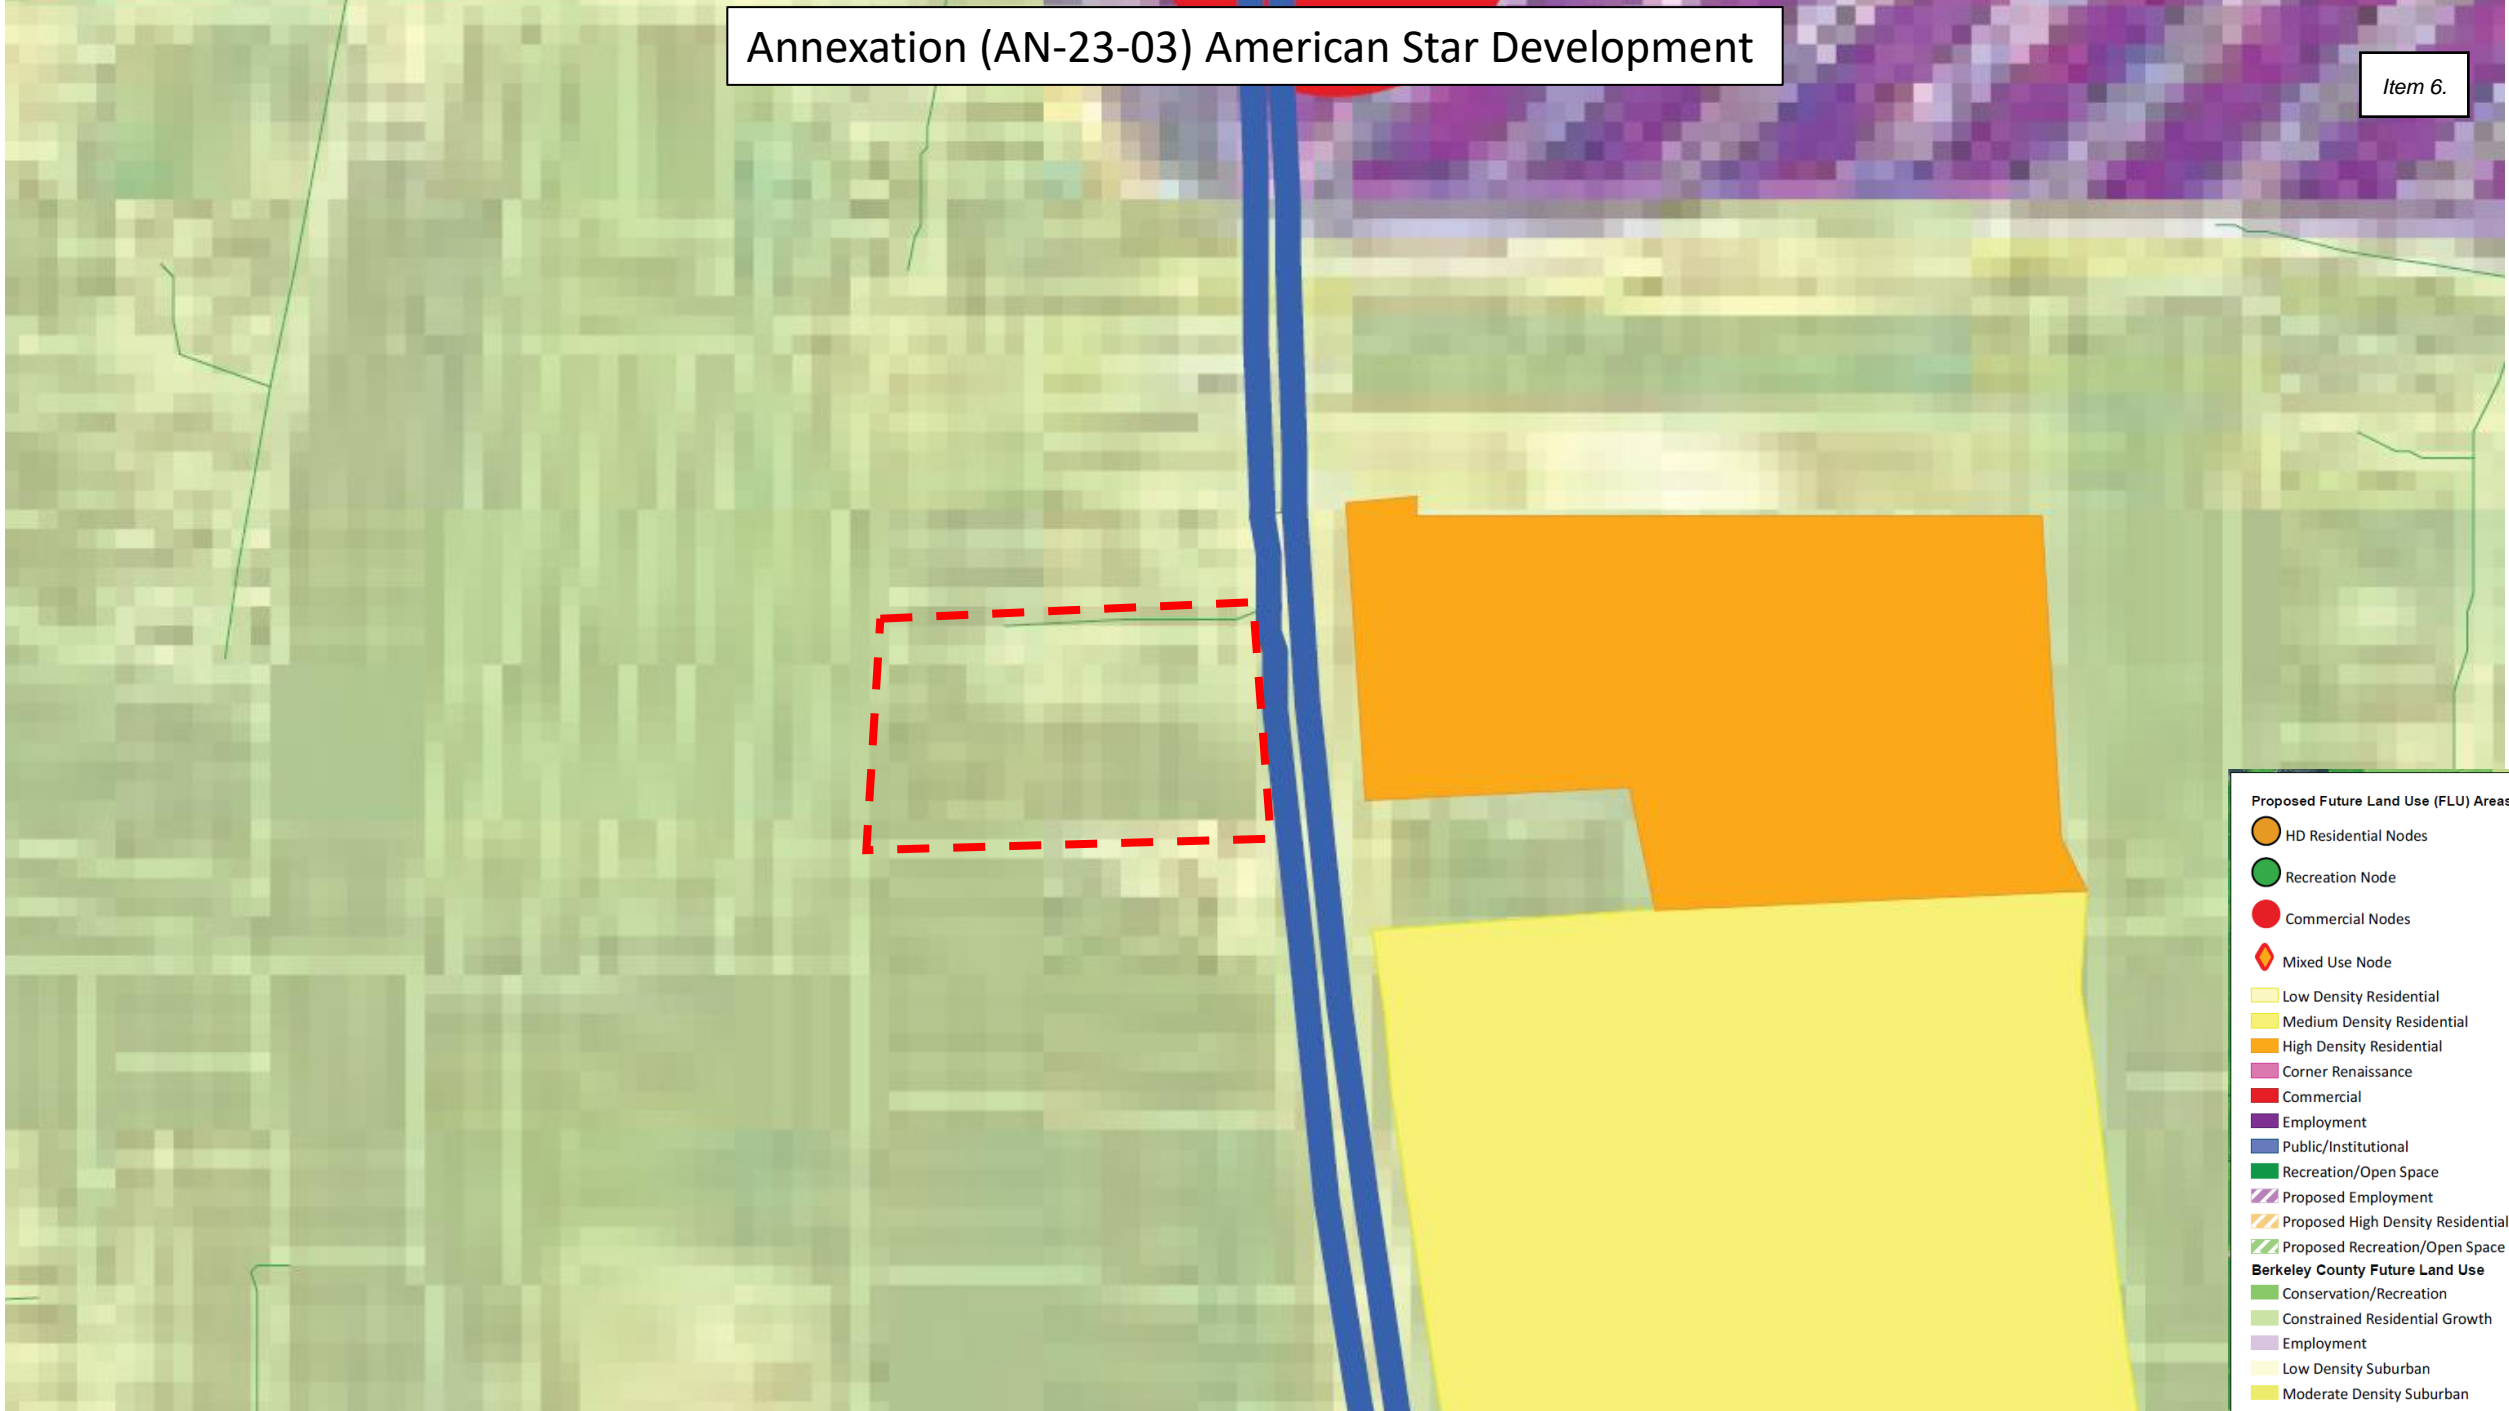 Annexation (AN-23-03) American Star Development
Item 6.
Proposed Future Land Use (FLU) Areas
HD Residential Nodes
Recreation Node
Commercial Nodes
Mixed Use Node
Low Density Residential
Medium Density Residential
High Density Residential
Corner Renaissance
Commercial
Employment
Public/Institutional
Recreation/Open Space
Proposed Employment
Proposed High Density Residential
Proposed Recreation/Open Space
Berkeley County Future Land Use
Conservation/Recreation
Constrained Residential Growth
Employment
Low Density Suburban
Moderate Density Suburban